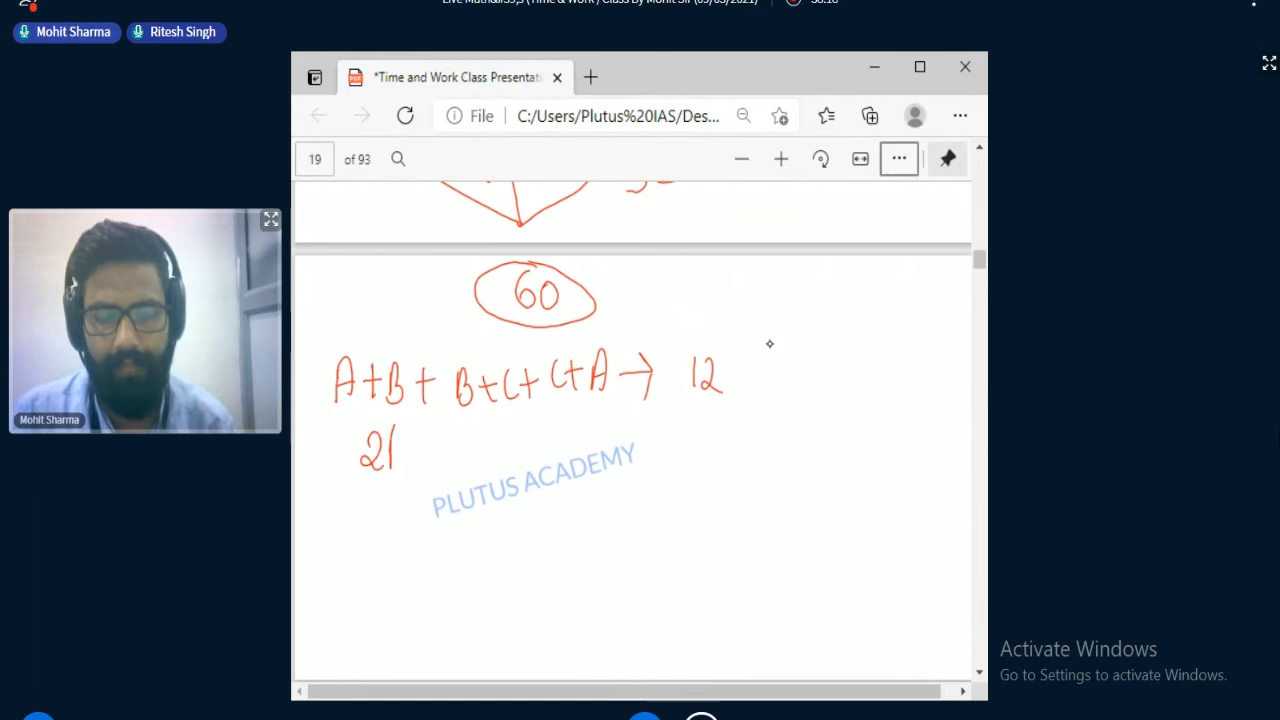 Mohit Sharma
Ritesh Singh
*Time and Work Class Presentati
File C:/Users/Plutus%20IAS/Des...
19 of 93
60
A+B + B+C+ C+A → 12
2(
PLUTUS ACADEMY
Mohit Sharma
Activate Windows
Go to Settings to activate Windows.